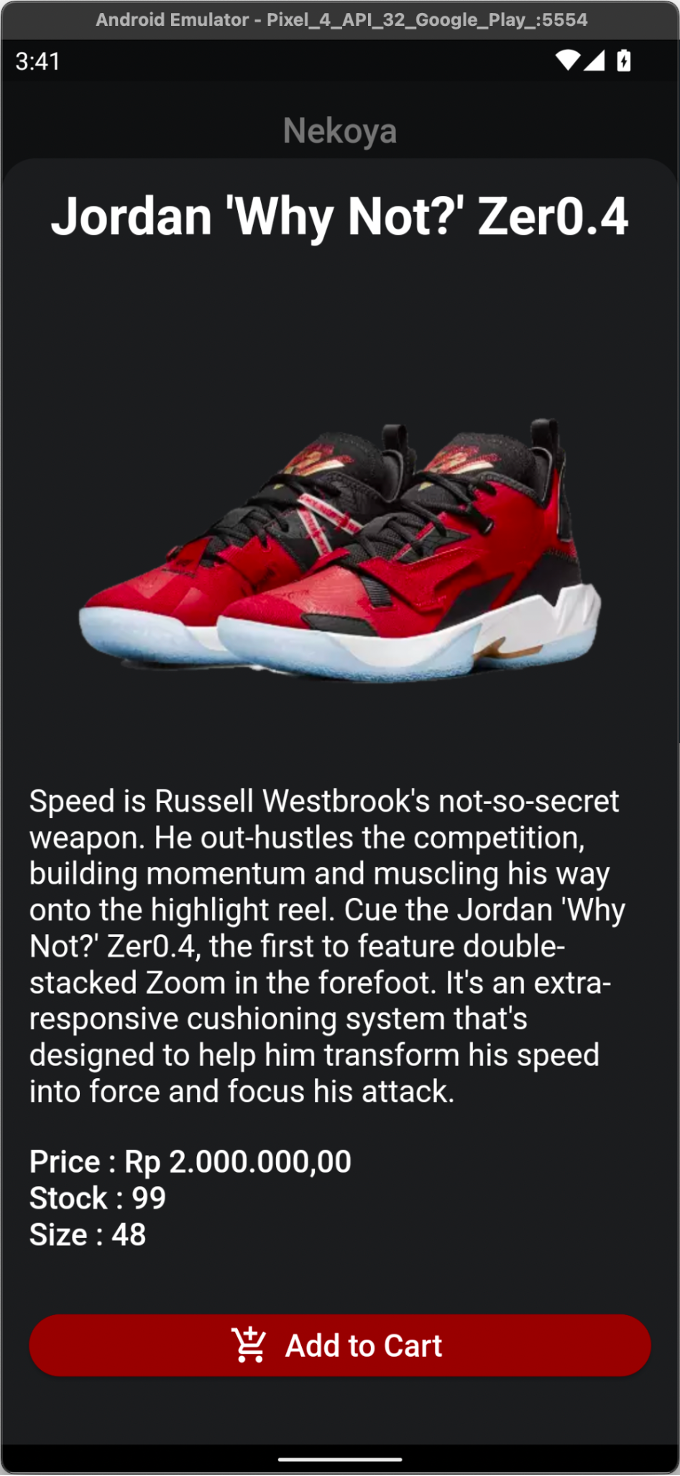 Android Emulator - Pixel_4_API_32_Google_Play_:5554
3:41
Nekoya
Jordan 'Why Not?' Zer0.4
Speed is Russell Westbrook's not-so-secret
weapon. He out-hustles the competition,
building momentum and muscling his way
onto the highlight reel. Cue the Jordan 'Why
Not?' Zer0.4, the first to feature double-
stacked Zoom in the forefoot. It's an extra-
responsive cushioning system that's
designed to help him transform his speed
into force and focus his attack.
Price : Rp 2.000.000,00
Stock : 99
Size : 48
Add to Cart